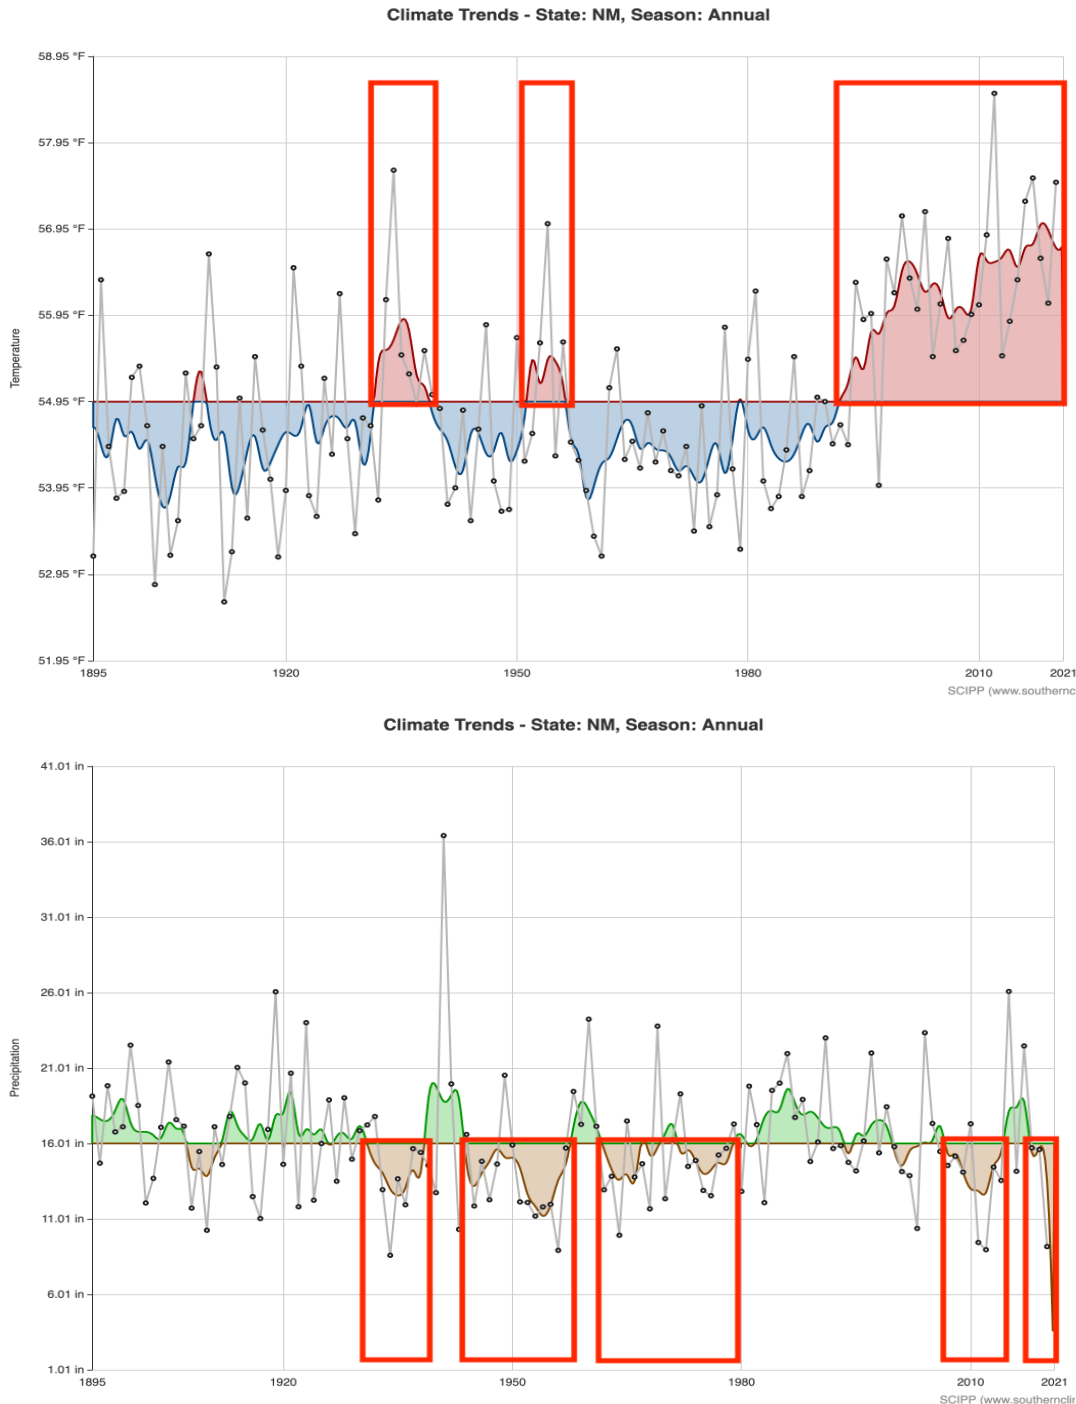 Climate Trends - State: NM, Season: Annual
58.95 °F
57.95 °F
56.95 °F
55.95 °F
54.95 °F
53.95 °F
52.95 °F
51.95 °F
Temperature
1895
1920
1950
1980
2010
2021
SCIPP (www.southernc
Climate Trends - State: NM, Season: Annual
41.01 in
36.01 in
31.01 in
26.01 in
21.01 in
16.01 in
11.01 in
6.01 in
1.01 in
Precipitation
1895
1920
1950
1980
2010
2021
SCIPP (www.southernclir